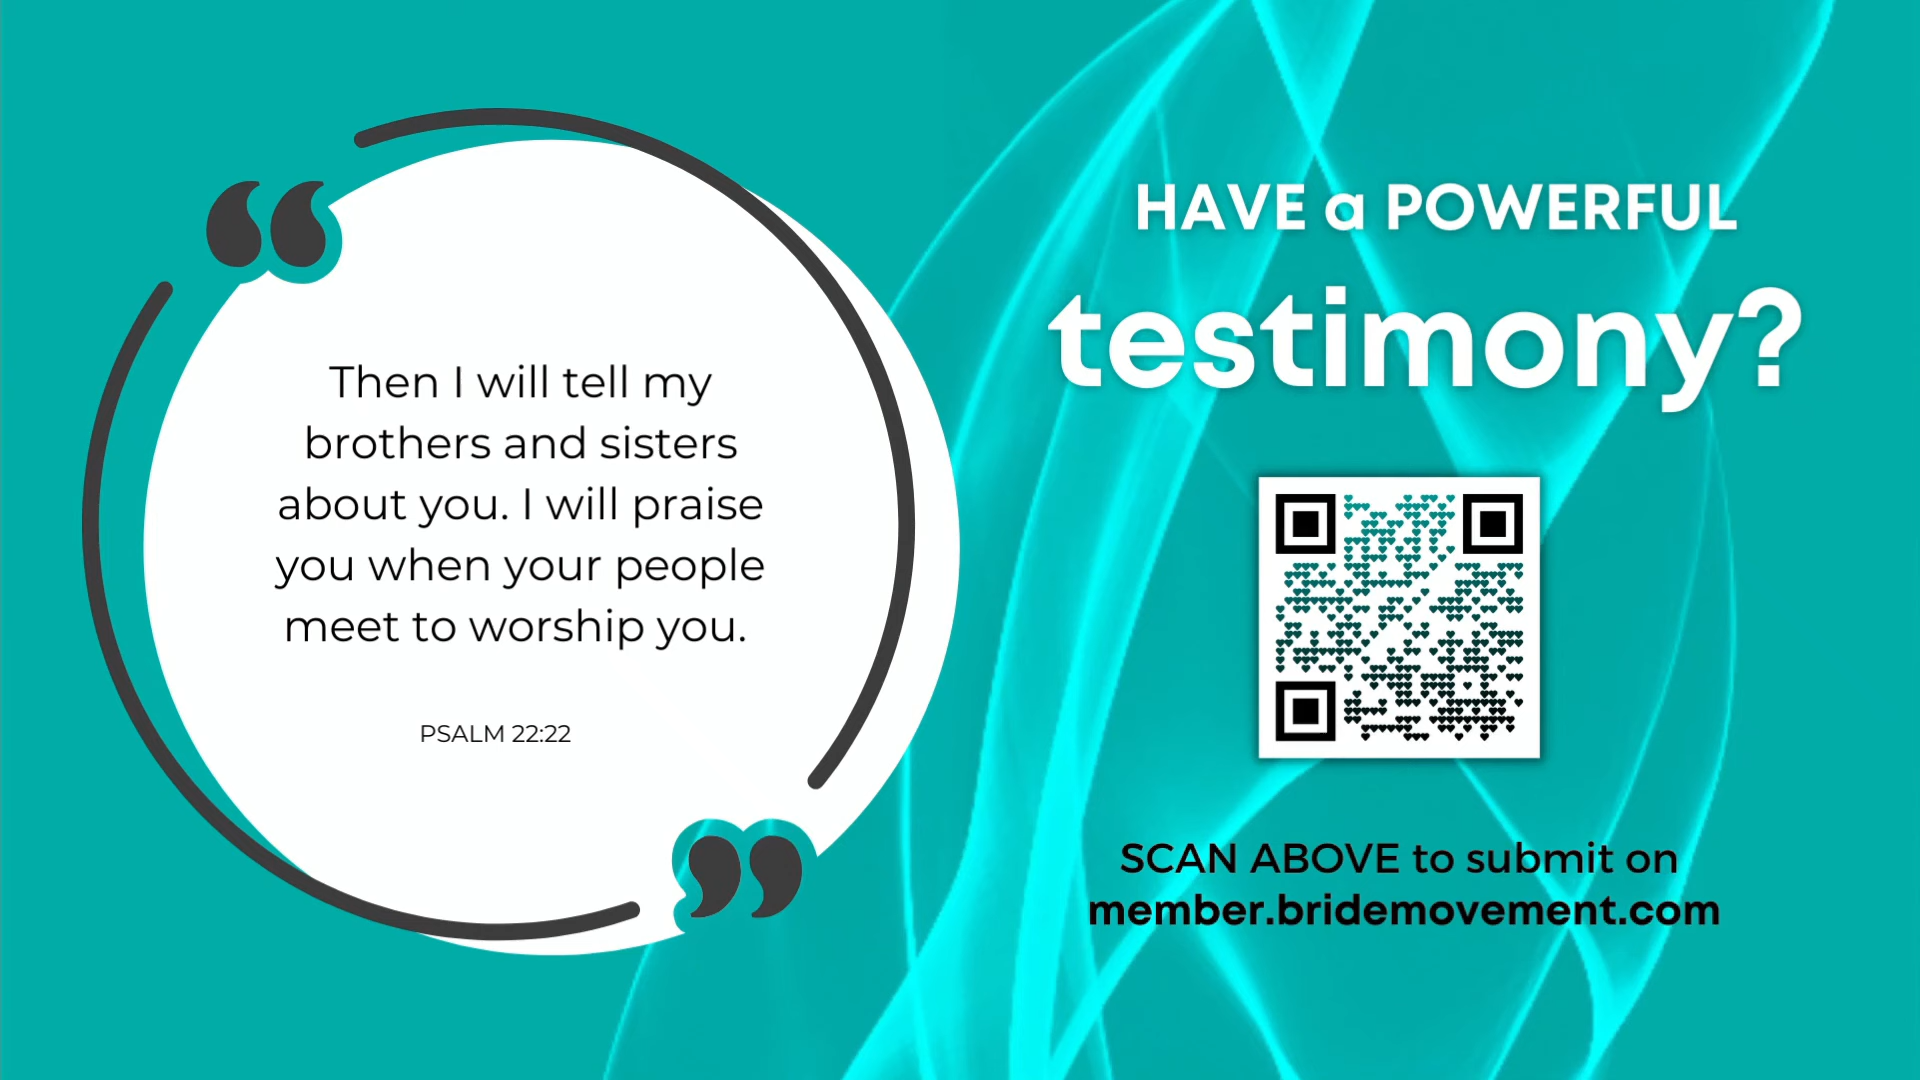 “
Then I will tell my
brothers and sisters
about you. I will praise
you when your people
meet to worship you.
PSALM 22:22
”
HAVE a POWERFUL
testimony?
SCAN ABOVE to submit on
member.bridemovement.com